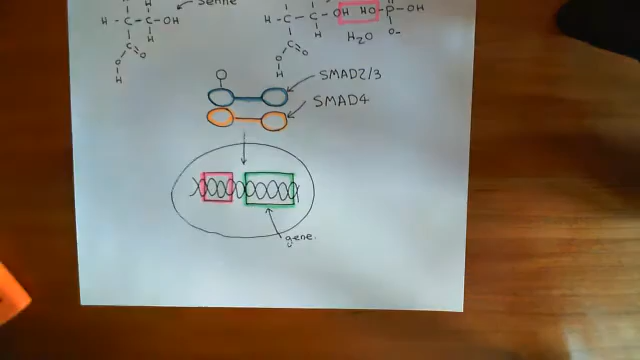 Serine
H - C - C - OH
H
C = O
O
H
- C - C - OH HO - P - OH
H
H2O
O-
C = O
O
H
SMAD2/3
SMAD4
gene.